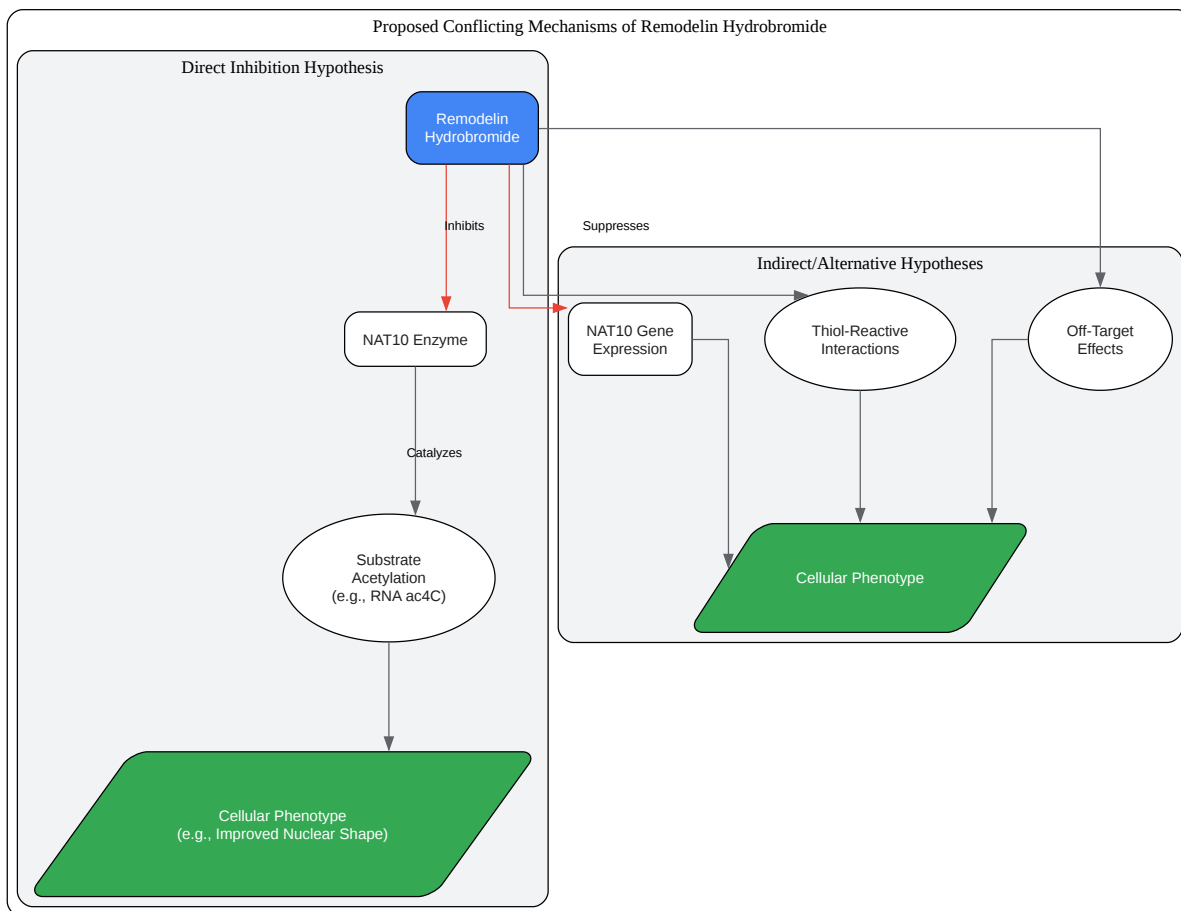 Proposed Conflicting Mechanisms of Remodelin Hydrobromide
Direct Inhibition Hypothesis
Remodelin
Hydrobromide
Inhibits
Suppresses
Indirect/Alternative Hypotheses
NAT10 Enzyme
NAT10 Gene
Expression
Thiol-Reactive
Interactions
Off-Target
Effects
Catalyzes
Substrate
Acetylation
(e.g., RNA ac4C)
Cellular Phenotype
Cellular Phenotype
(e.g., Improved Nuclear Shape)